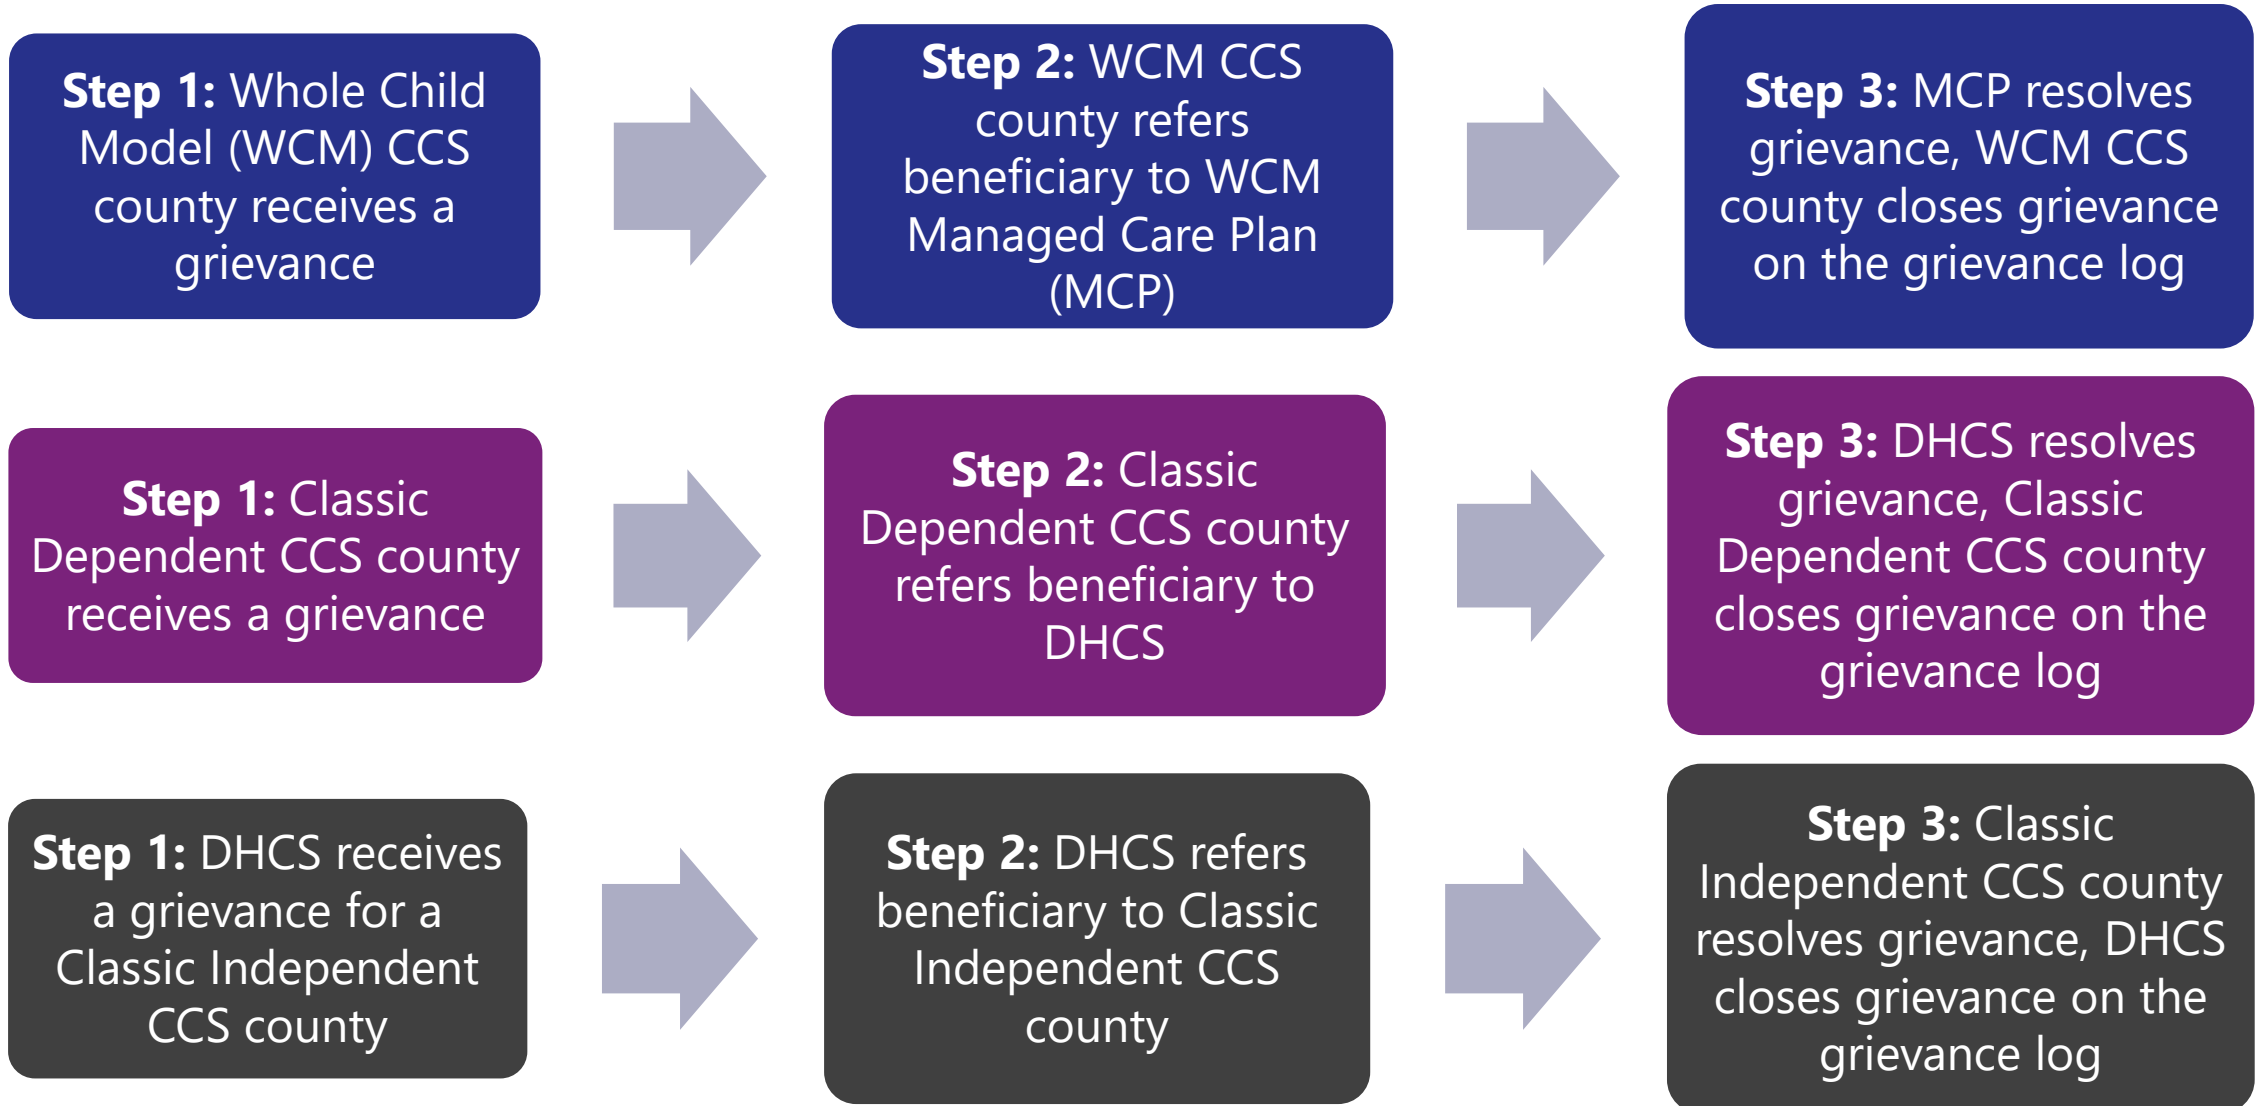 Step 1: Whole Child
Model (WCM) CCS
county receives a
grievance
Step 2: WCM CCS
county refers
beneficiary to WCM
Managed Care Plan
(MCP)
Step 3: MCP resolves
grievance, WCM CCS
county closes grievance
on the grievance log
Step 1: Classic
Dependent CCS county
receives a grievance
Step 2: Classic
Dependent CCS county
refers beneficiary to
DHCS
Step 3: DHCS resolves
grievance, Classic
Dependent CCS county
closes grievance on the
grievance log
Step 1: DHCS receives
a grievance for a
Classic Independent
CCS county
Step 2: DHCS refers
beneficiary to Classic
Independent CCS
county
Step 3: Classic
Independent CCS county
resolves grievance, DHCS
closes grievance on the
grievance log